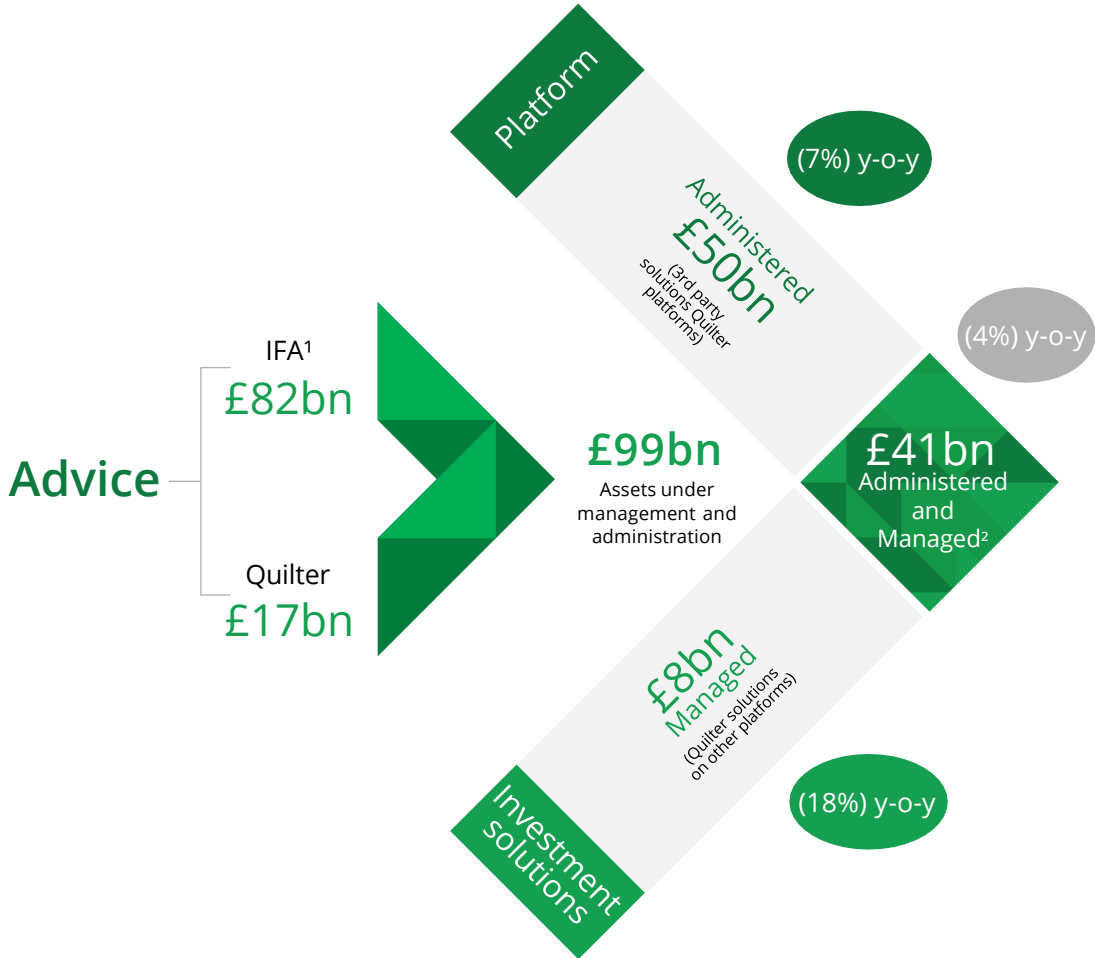 Platform
(7%) y-o-y
Administered
£50bn
(3rd party
solutions Quilter
platforms)
(4%) y-o-y
IFA¹
£82bn
Advice
Quilter
£17bn
£99bn
Assets under
management and
administration
£41bn
Administered
and
Managed²
£8bn
Managed
(Quilter solutions
on other platforms)
(18%) y-o-y
Investment
solutions